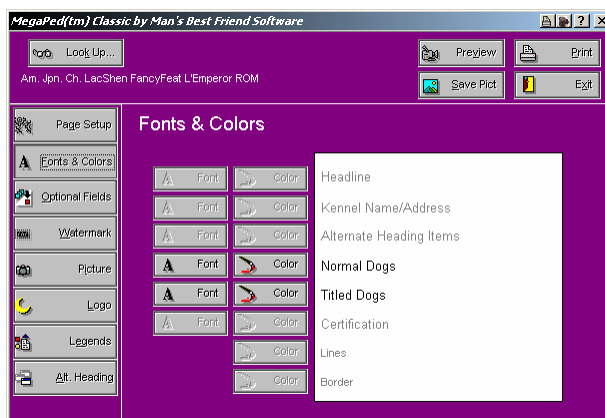 MegaPed(tm) Classic by Man's Best Friend Software
Look Up...
Preview
Print
Am. Jpn. Ch. LacShen FancyFeat L'Emperor ROM
Save Pict
Exit
Page Setup
Fonts & Colors
Optional Fields
Watermark
Picture
Logo
Legends
Alt. Heading
Fonts & Colors
Font Color Headline
Font Color Kennel Name/Address
Font Color Alternate Heading Items
Font Color Normal Dogs
Font Color Titled Dogs
Font Color Certification
Color Lines
Color Border